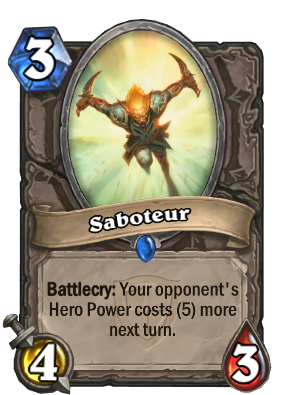 3
Saboteur
Battlecry: Your opponent's
Hero Power costs (5) more
next turn.
4
3